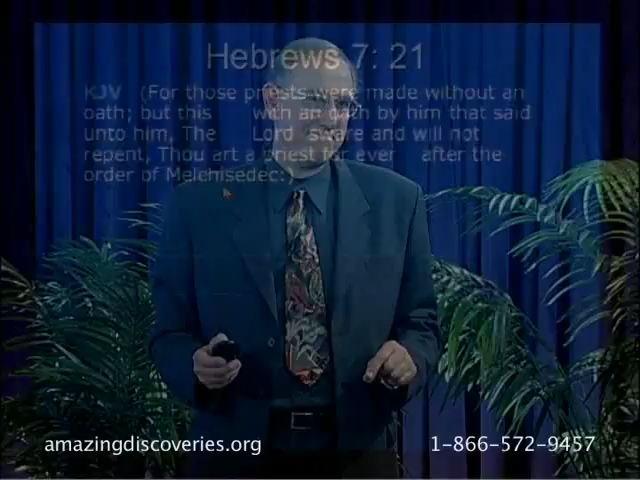 Hebrews 7: 21
KJV (For those priests were made without an
oath; but this with an oath by him that said
unto him, The Lord sware and will not
repent, Thou art a priest for ever after the
order of Melchisedec:)
amazingdiscoveries.org 1-866-572-9457